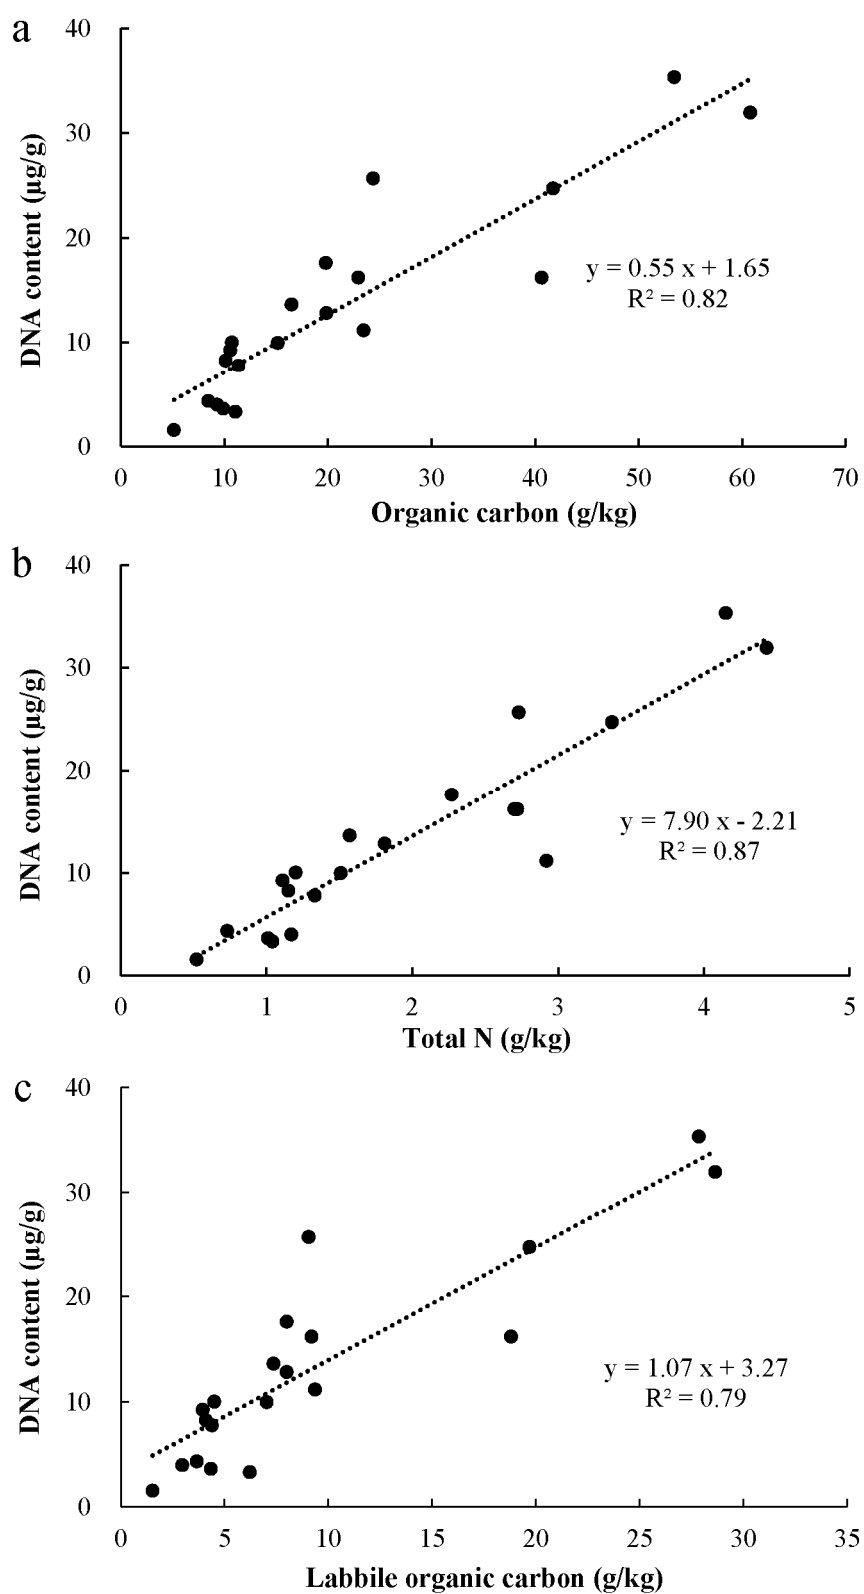 a
40
30
20
10
0
DNA content (µg/g)
y = 0.55 x + 1.65
R² = 0.82
0 10 20 30 40 50 60 70
Organic carbon (g/kg)
b
40
30
20
10
0
DNA content (µg/g)
y = 7.90 x - 2.21
R² = 0.87
0 1 2 3 4 5
Total N (g/kg)
c
40
30
20
10
0
DNA content (µg/g)
y = 1.07 x + 3.27
R² = 0.79
0 5 10 15 20 25 30 35
Labbile organic carbon (g/kg)